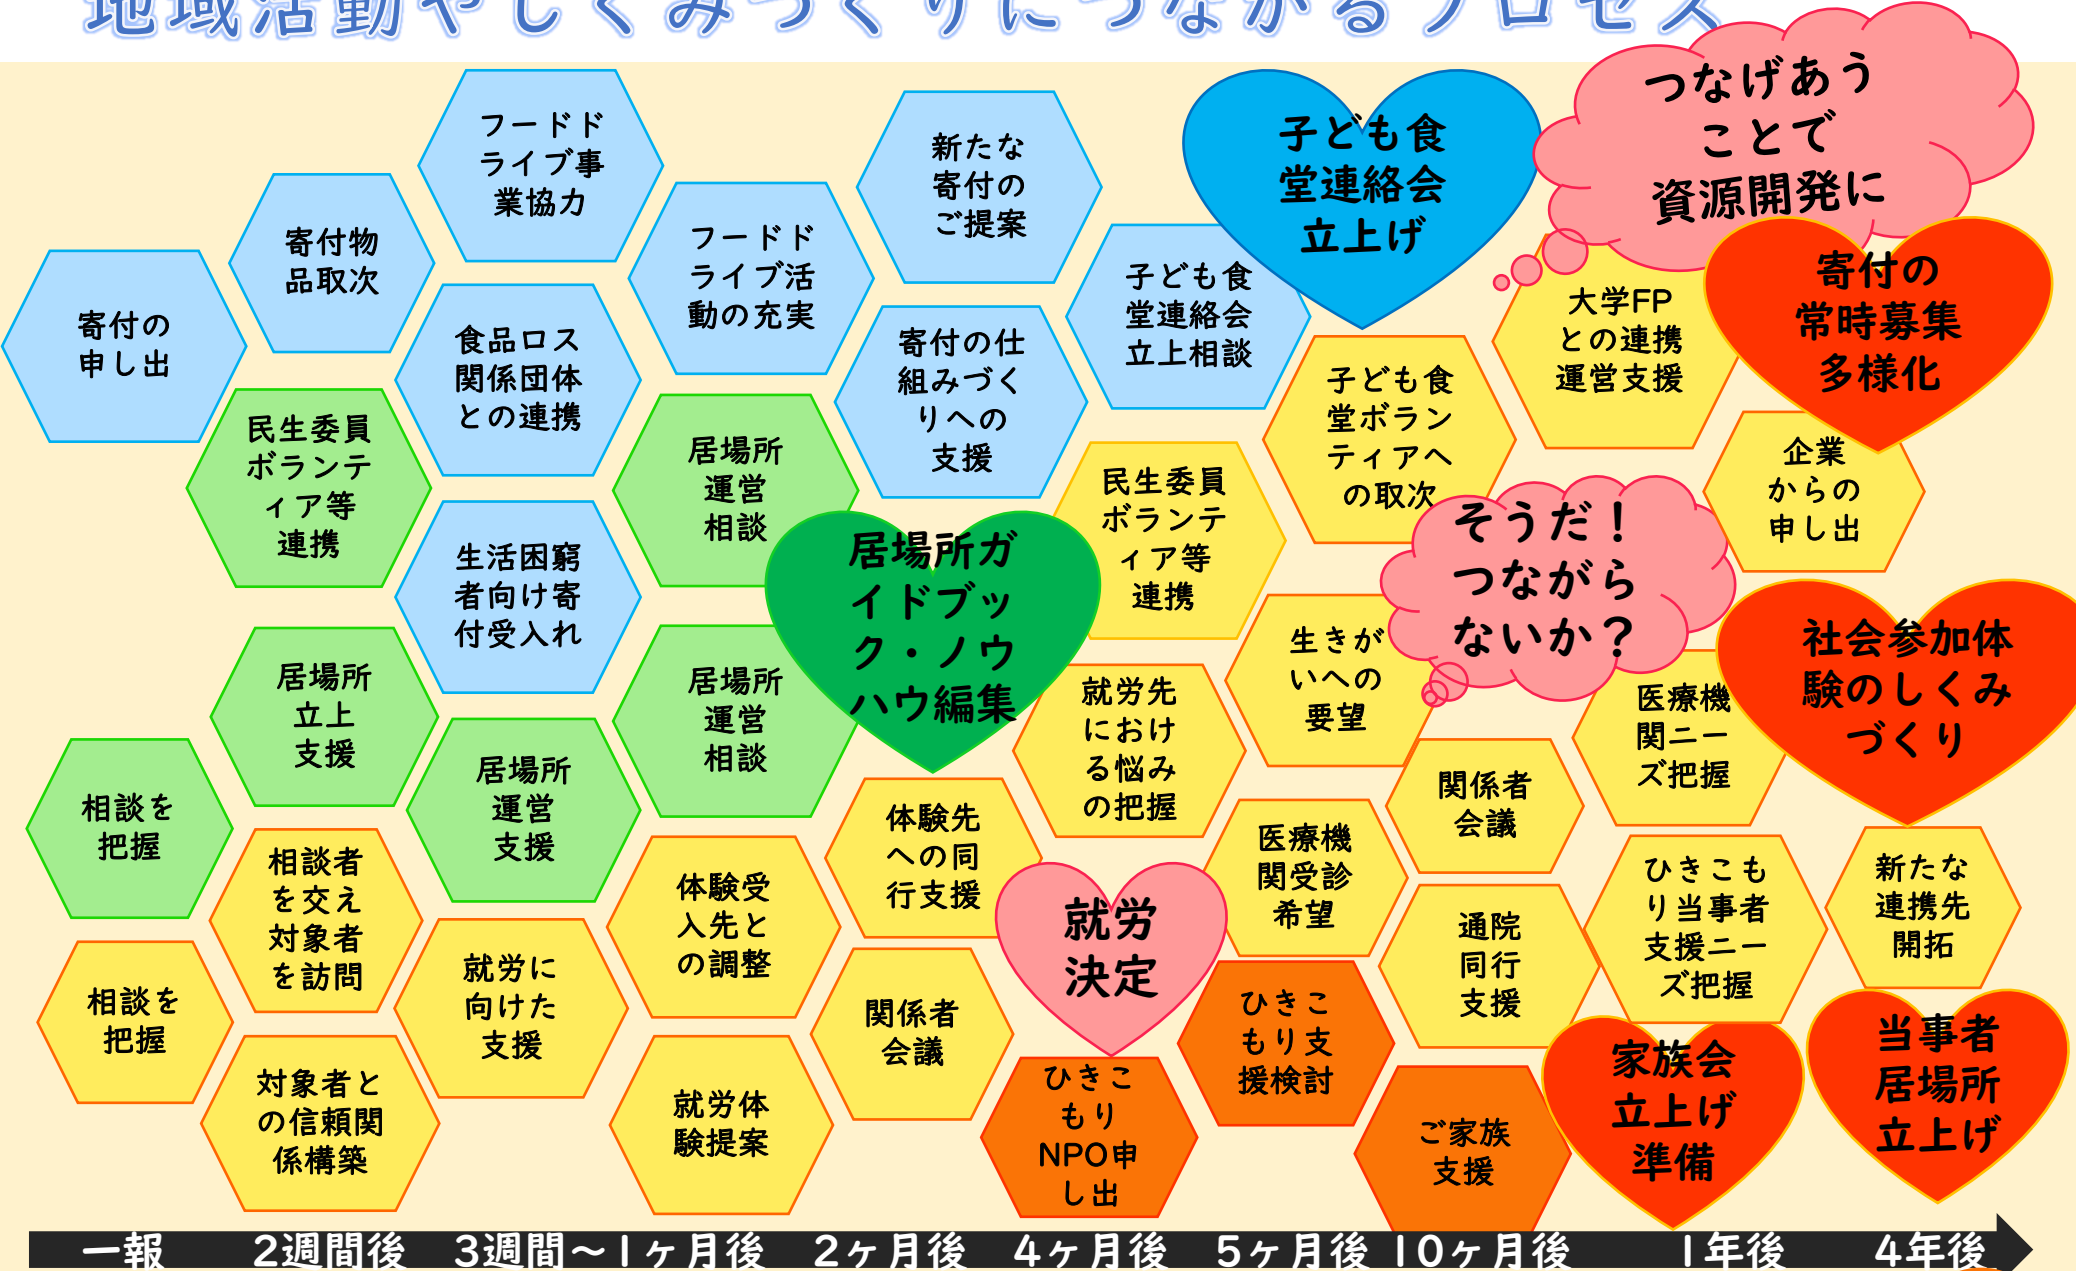 地域活動やしくみづくりにつながるプロセス
つなげあう
ことで
資源開発に
フードド
ライブ事
業協力
新たな
寄付の
ご提案
子ども食
堂連絡会
立上げ
寄付物
品取次
フードド
ライブ活
動の充実
子ども食
堂連絡会
立上相談
大学FP
との連携
運営支援
寄付の
常時募集
多様化
寄付の
申し出
食品ロス
関係団体
との連携
寄付の仕
組みづく
りへの
支援
子ども食
堂ボラン
ティアへ
の取次
企業
からの
申し出
民生委員
ボランテ
ィア等
連携
居場所
運営
相談
民生委員
ボランテ
ィア等
連携
そうだ！
つながら
ないか？
生活困窮
者向け寄
付受入れ
居場所ガ
イドブッ
ク・ノウ
ハウ編集
生きが
いへの
要望
社会参加体
験のしくみ
づくり
居場所
立上
支援
居場所
運営
相談
就労先
におけ
る悩み
の把握
医療機
関ニー
ズ把握
相談を
把握
居場所
運営
支援
体験先
への同
行支援
関係者
会議
相談者
を交え
対象者
を訪問
体験受
入先と
の調整
就労
決定
医療機
関受診
希望
通院
同行
支援
ひきこも
り当事者
支援ニー
ズ把握
新たな
連携先
開拓
相談を
把握
就労に
向けた
支援
関係者
会議
ひきこ
もり支
援検討
家族会
立上げ
準備
当事者
居場所
立上げ
対象者と
の信頼関
係構築
就労体
験提案
ひきこ
もり
NPO申
し出
ご家族
支援
一報 2週間後 3週間～1ヶ月後 2ヶ月後 4ヶ月後 5ヶ月後 10ヶ月後 1年後 4年後